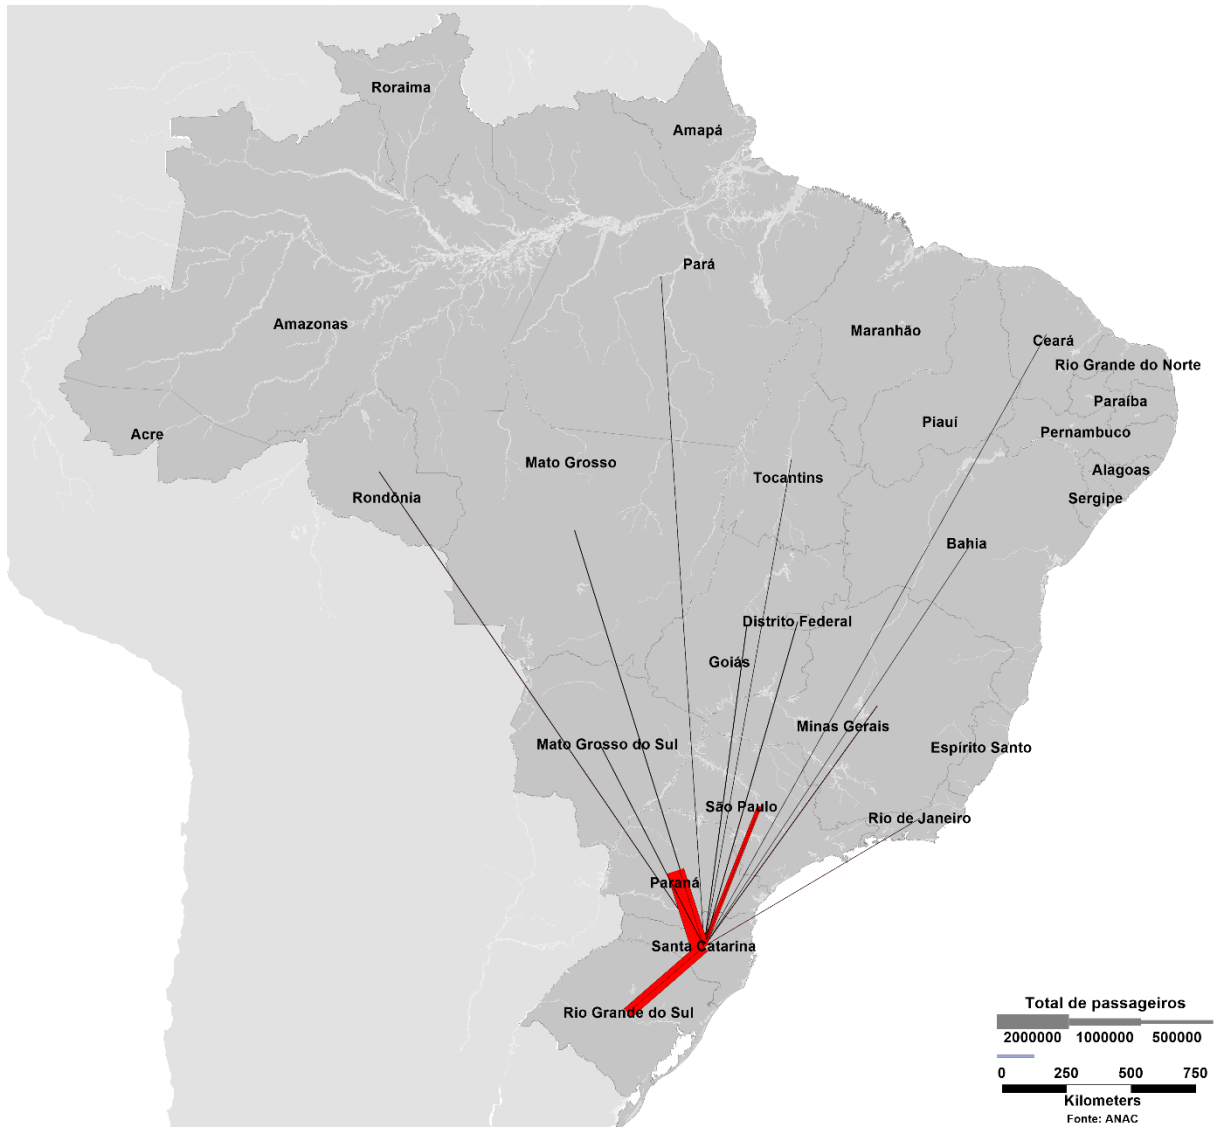 Roraima
Amapá
Pará
Amazonas
Maranhão
Ceará
Rio Grande do Norte
Paraíba
Piauí
Pernambuco
Acre
Mato Grosso
Alagoas
Tocantins
Rondônia
Sergipe
Bahia
Distrito Federal
Goiás
Minas Gerais
Mato Grosso do Sul
Espírito Santo
São Paulo
Rio de Janeiro
Paraná
Santa Catarina
Rio Grande do Sul
Total de passageiros
2000000 1000000 500000
0 250 500 750
Kilometers
Fonte: ANAC